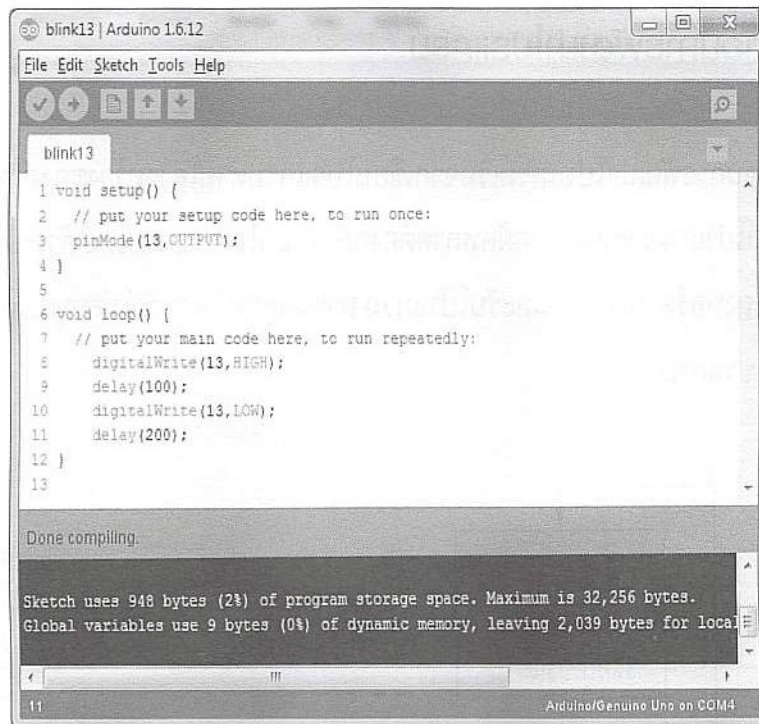 blink13 | Arduino 1.6.12
File Edit Sketch Tools Help
blink13
1 void setup() {
2 // put your setup code here, to run once:
3 pinMode(13,OUTPUT);
4 }
5
6 void loop() {
7 // put your main code here, to run repeatedly:
8 digitalWrite(13,HIGH);
9 delay(100);
10 digitalWrite(13,LOW);
11 delay(200);
12 }
13
Done compiling.
Sketch uses 948 bytes (2%) of program storage space. Maximum is 32,256 bytes.
Global variables use 9 bytes (0%) of dynamic memory, leaving 2,039 bytes for local
11 Arduino/Genuino Uno on COM4